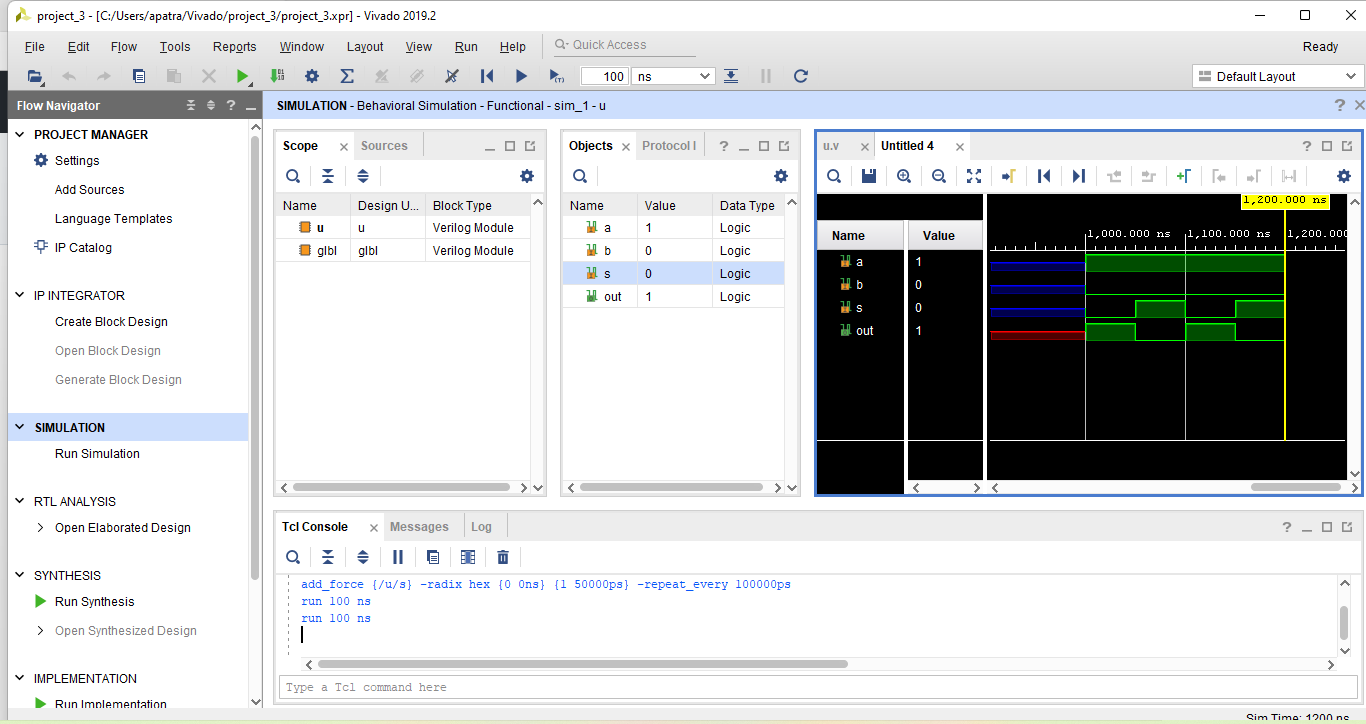 project_3 - [C:/Users/apatra/Vivado/project_3/project_3.xpr] - Vivado 2019.2
File Edit Flow Tools Reports Window Layout View Run Help Quick Access Ready
100 ns Default Layout
Flow Navigator
PROJECT MANAGER
Settings
Add Sources
Language Templates
IP Catalog
IP INTEGRATOR
Create Block Design
Open Block Design
Generate Block Design
SIMULATION
Run Simulation
RTL ANALYSIS
Open Elaborated Design
SYNTHESIS
Run Synthesis
Open Synthesized Design
IMPLEMENTATION
Run Implementation
SIMULATION - Behavioral Simulation - Functional - sim_1 - u
Scope Sources
Name Design U... Block Type
u u Verilog Module
glbl glbl Verilog Module
Objects Protocol I
Name Value Data Type
a 1 Logic
b 0 Logic
s 0 Logic
out 1 Logic
u.v Untitled 4
1,200.000 ns
Name Value 1,000.000 ns 1,100.000 ns 1,200.000
a 1
b 0
s 0
out 1
Tcl Console Messages Log
add_force {/u/s} -radix hex {0 0ns} {1 50000ps} -repeat_every 100000ps
run 100 ns
run 100 ns
Type a Tcl command here
Sim Time: 1200 ns